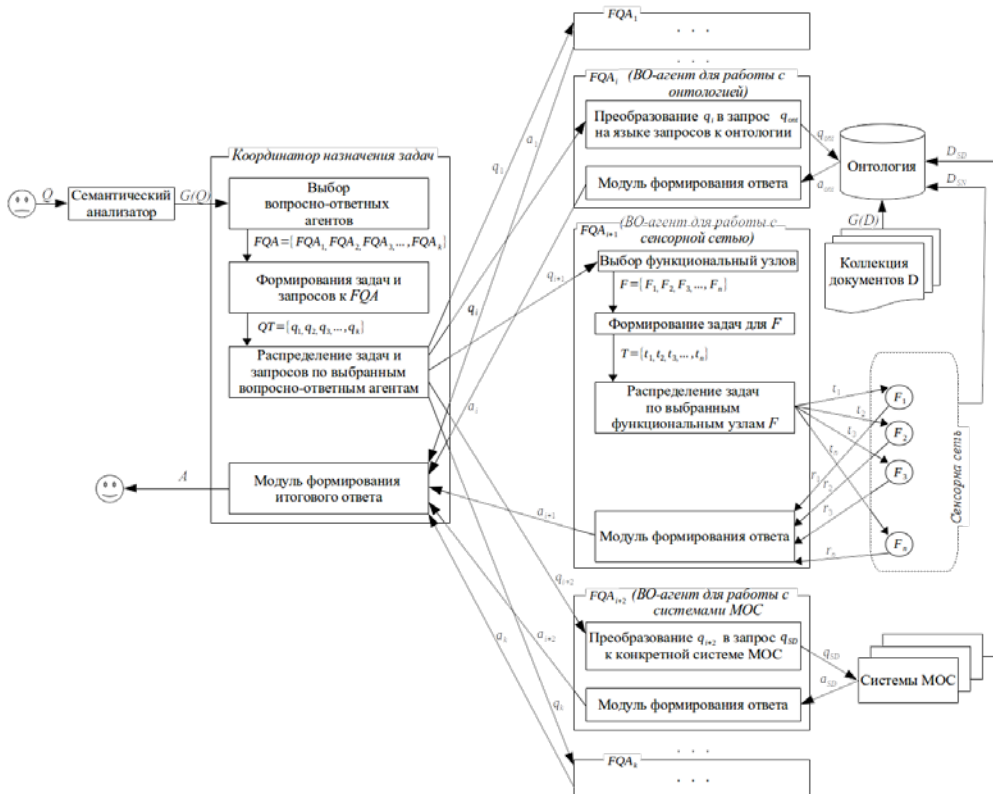 FQA₁
. . .
. . .
FQAᵢ (ВО-агент для работы с
онтологией)
Преобразование qᵢ в запрос qₒₙₜ
на языке запросов к онтологии
Модуль формирования ответа
qₒₙₜ
aₒₙₜ
Онтология
D_SD
D_SN
G(D)
Коллекция
документов D
Q
Семантический
анализатор
G(Q)
Координатор назначения задач
Выбор
вопросно-ответных
агентов
FQA={FQA₁, FQA₂, FQA₃,..., FQAₖ}
Формирования задач и
запросов к FQA
QT={q₁, q₂, q₃,..., qₖ}
Распределение задач и
запросов по выбранным
вопросно-ответным агентам
Модуль формирования
итогового ответа
A
q₁
a₁
qᵢ
aᵢ
qᵢ₊₁
aᵢ₊₁
qᵢ₊₂
aᵢ₊₂
qₖ
aₖ
FQAᵢ₊₁ (ВО-агент для работы с
сенсорной сетью)
Выбор функциональный узлов
F={F₁, F₂, F₃,..., Fₙ}
Формирование задач для F
T={t₁, t₂, t₃,..., tₙ}
Распределение задач
по выбранным
функциональным узлам F
Модуль формирования ответа
t₁
t₂
tₙ
r₂
r₃
rₙ
F₁
F₂
F₃
Fₙ
Сенсорна сеть
FQAᵢ₊₂ (ВО-агент для работы с
системами МОС
Преобразование qᵢ₊₂ в запрос q_SD
к конкретной системе МОС
Модуль формирования ответа
q_SD
a_SD
Системы МОС
. . .
FQAₖ
. . .